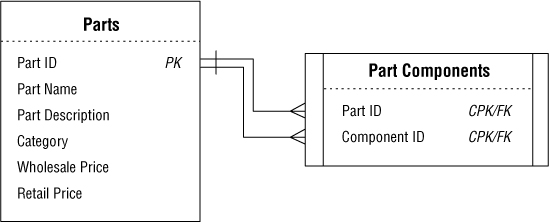 Parts
Part ID PK
Part Name
Part Description
Category
Wholesale Price
Retail Price
Part Components
Part ID CPK/FK
Component ID CPK/FK